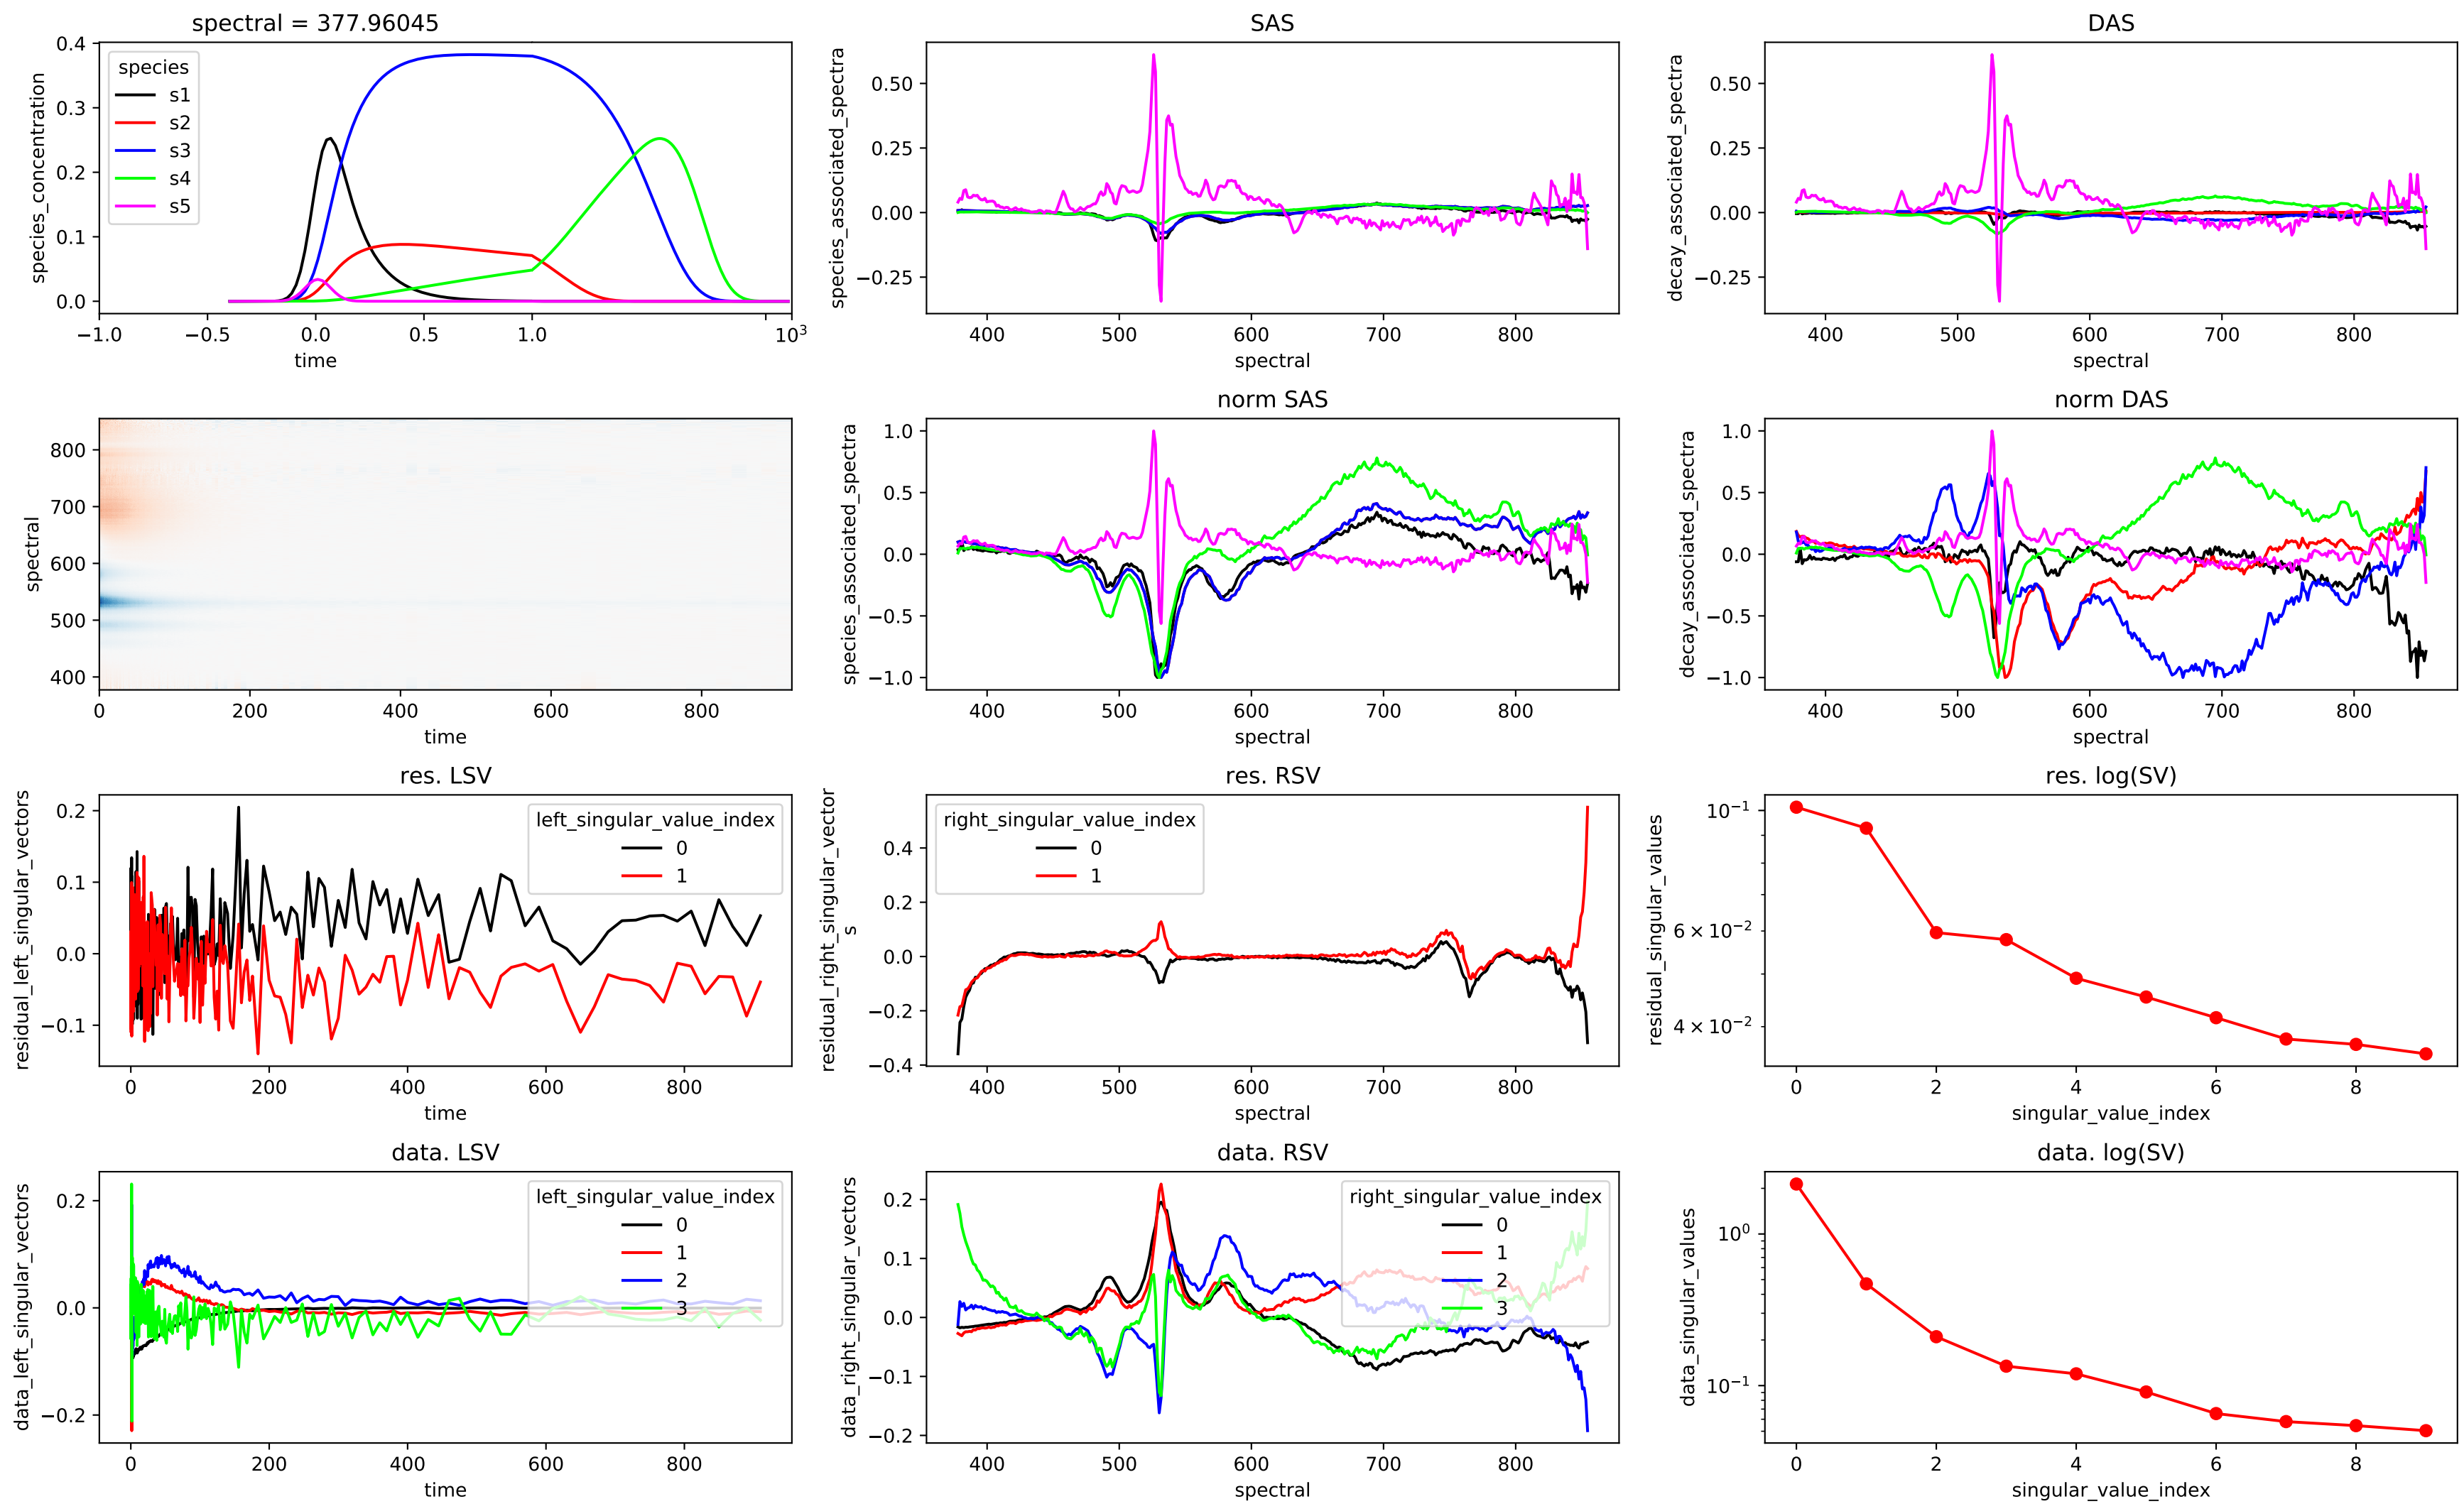 spectral = 377.96045
species_concentration
0.4
0.3
0.2
0.1
0.0
species
s1
s2
s3
s4
s5
−1.0 −0.5 0.0 0.5 1.0 10³
time
SAS
species_associated_spectra
0.50
0.25
0.00
−0.25
400 500 600 700 800
spectral
DAS
decay_associated_spectra
0.50
0.25
0.00
−0.25
400 500 600 700 800
spectral
spectral
800
700
600
500
400
0 200 400 600 800
time
norm SAS
species_associated_spectra
1.0
0.5
0.0
−0.5
−1.0
400 500 600 700 800
spectral
norm DAS
decay_associated_spectra
1.0
0.5
0.0
−0.5
−1.0
400 500 600 700 800
spectral
res. LSV
residual_left_singular_vectors
0.2
0.1
0.0
−0.1
left_singular_value_index
0
1
0 200 400 600 800
time
res. RSV
residual_right_singular_vector
s
0.4
0.2
0.0
−0.2
−0.4
right_singular_value_index
0
1
400 500 600 700 800
spectral
res. log(SV)
residual_singular_values
10⁻¹
6 × 10⁻²
4 × 10⁻²
0 2 4 6 8
singular_value_index
data. LSV
data_left_singular_vectors
0.2
0.0
−0.2
left_singular_value_index
0
1
2
3
0 200 400 600 800
time
data. RSV
data_right_singular_vectors
0.2
0.1
0.0
−0.1
−0.2
right_singular_value_index
0
1
2
3
400 500 600 700 800
spectral
data. log(SV)
data_singular_values
10⁰
10⁻¹
0 2 4 6 8
singular_value_index